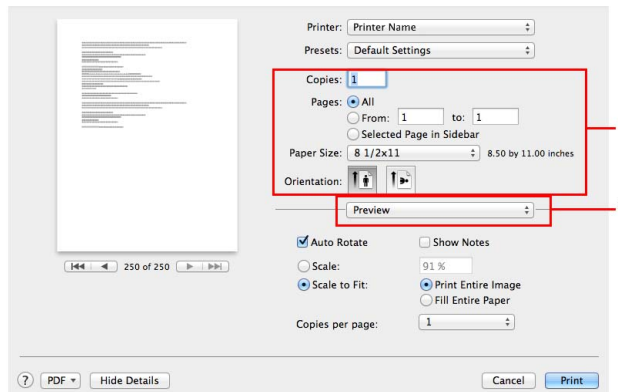 Printer: Printer Name
Presets: Default Settings
Copies: 1
Pages: All
From: 1 to: 1
Selected Page in Sidebar
Paper Size: 8 1/2x11 8.50 by 11.00 inches
Orientation:
Preview
Auto Rotate Show Notes
250 of 250 Scale: 91 %
Scale to Fit: Print Entire Image
Fill Entire Paper
Copies per page: 1
? PDF Hide Details Cancel Print